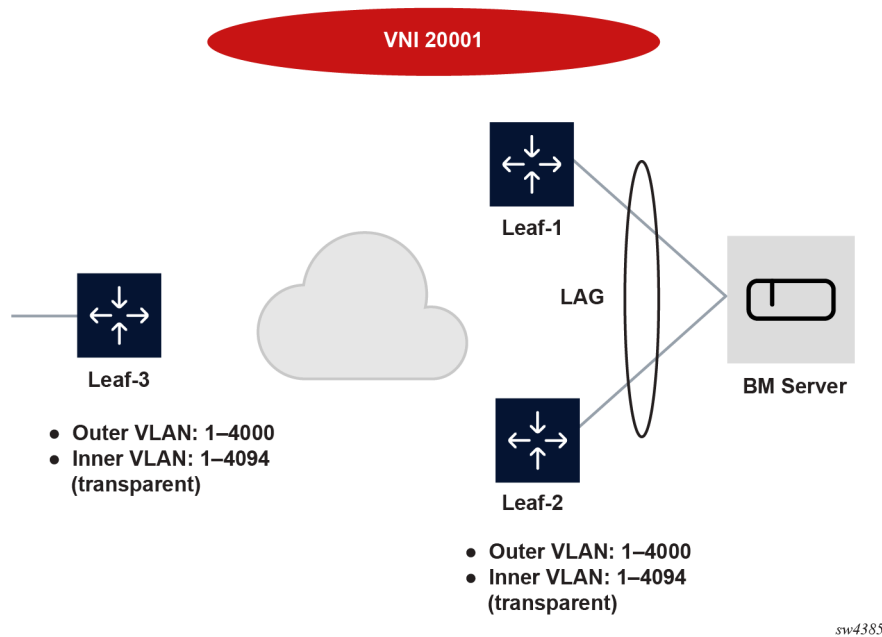 VNI 20001
Leaf-1
LAG
Leaf-3
BM Server
● Outer VLAN: 1–4000
● Inner VLAN: 1–4094
(transparent)
Leaf-2
● Outer VLAN: 1–4000
● Inner VLAN: 1–4094
(transparent)
sw4385